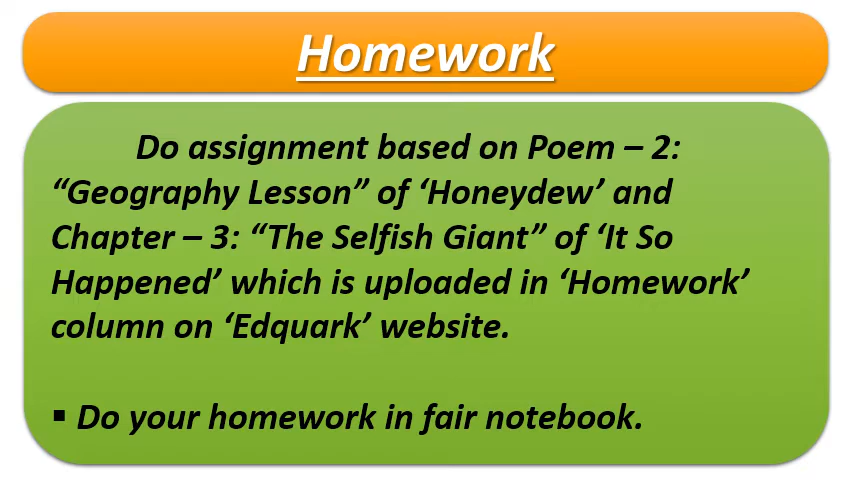 Homework
Do assignment based on Poem – 2:
“Geography Lesson” of ‘Honeydew’ and
Chapter – 3: “The Selfish Giant” of ‘It So
Happened’ which is uploaded in ‘Homework’
column on ‘Edquark’ website.
▪ Do your homework in fair notebook.